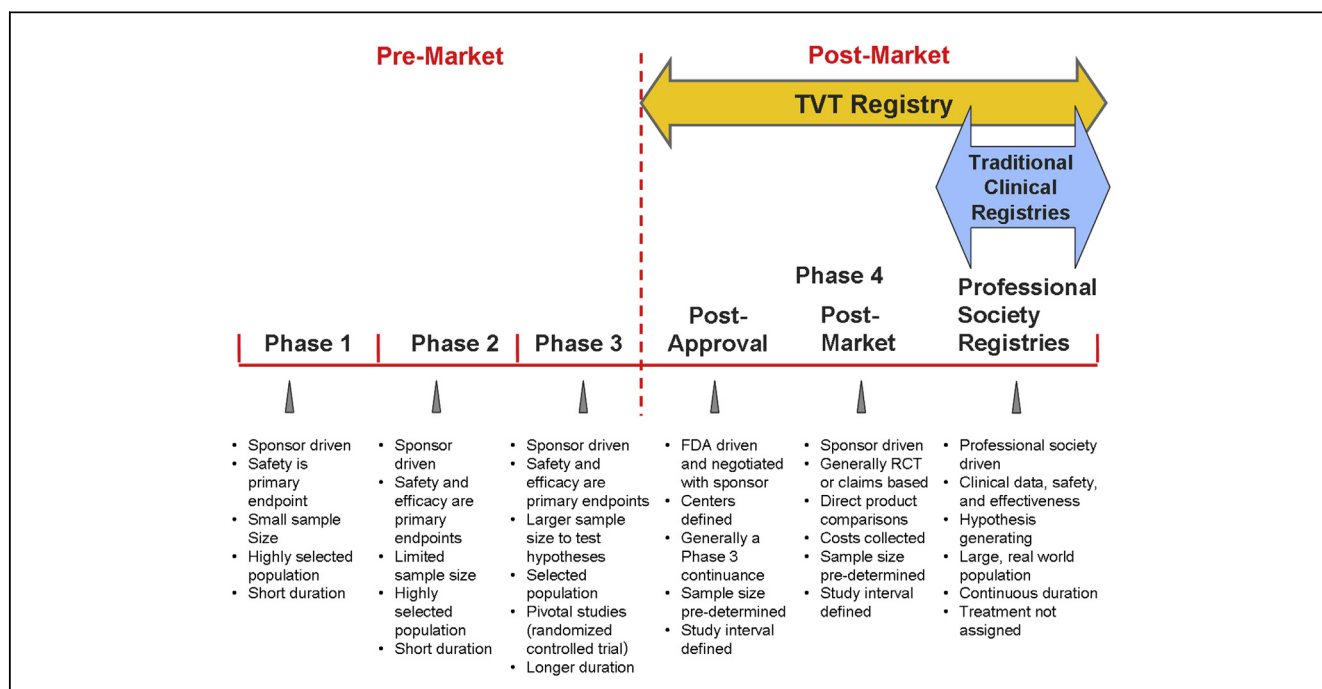 Pre-Market
Post-Market
TVT Registry
Traditional
Clinical
Registries
Phase 1
Phase 2
Phase 3
Phase 4
Post-
Approval
Post-
Market
Professional
Society
Registries
• Sponsor driven
• Safety is
primary
endpoint
• Small sample
Size
• Highly selected
population
• Short duration
• Sponsor
driven
• Safety and
efficacy are
primary
endpoints
• Limited
sample size
• Highly
selected
population
• Short duration
• Sponsor driven
• Safety and
efficacy are
primary endpoints
• Larger sample
size to test
hypotheses
• Selected
population
• Pivotal studies
(randomized
controlled trial)
• Longer duration
• FDA driven
and negotiated
with sponsor
• Centers
defined
• Generally a
Phase 3
continuance
• Sample size
pre-determined
• Study interval
defined
• Sponsor driven
• Generally RCT
or claims based
• Direct product
comparisons
• Costs collected
• Sample size
pre-determined
• Study interval
defined
• Professional society
driven
• Clinical data, safety,
and effectiveness
• Hypothesis
generating
• Large, real world
population
• Continuous duration
• Treatment not
assigned